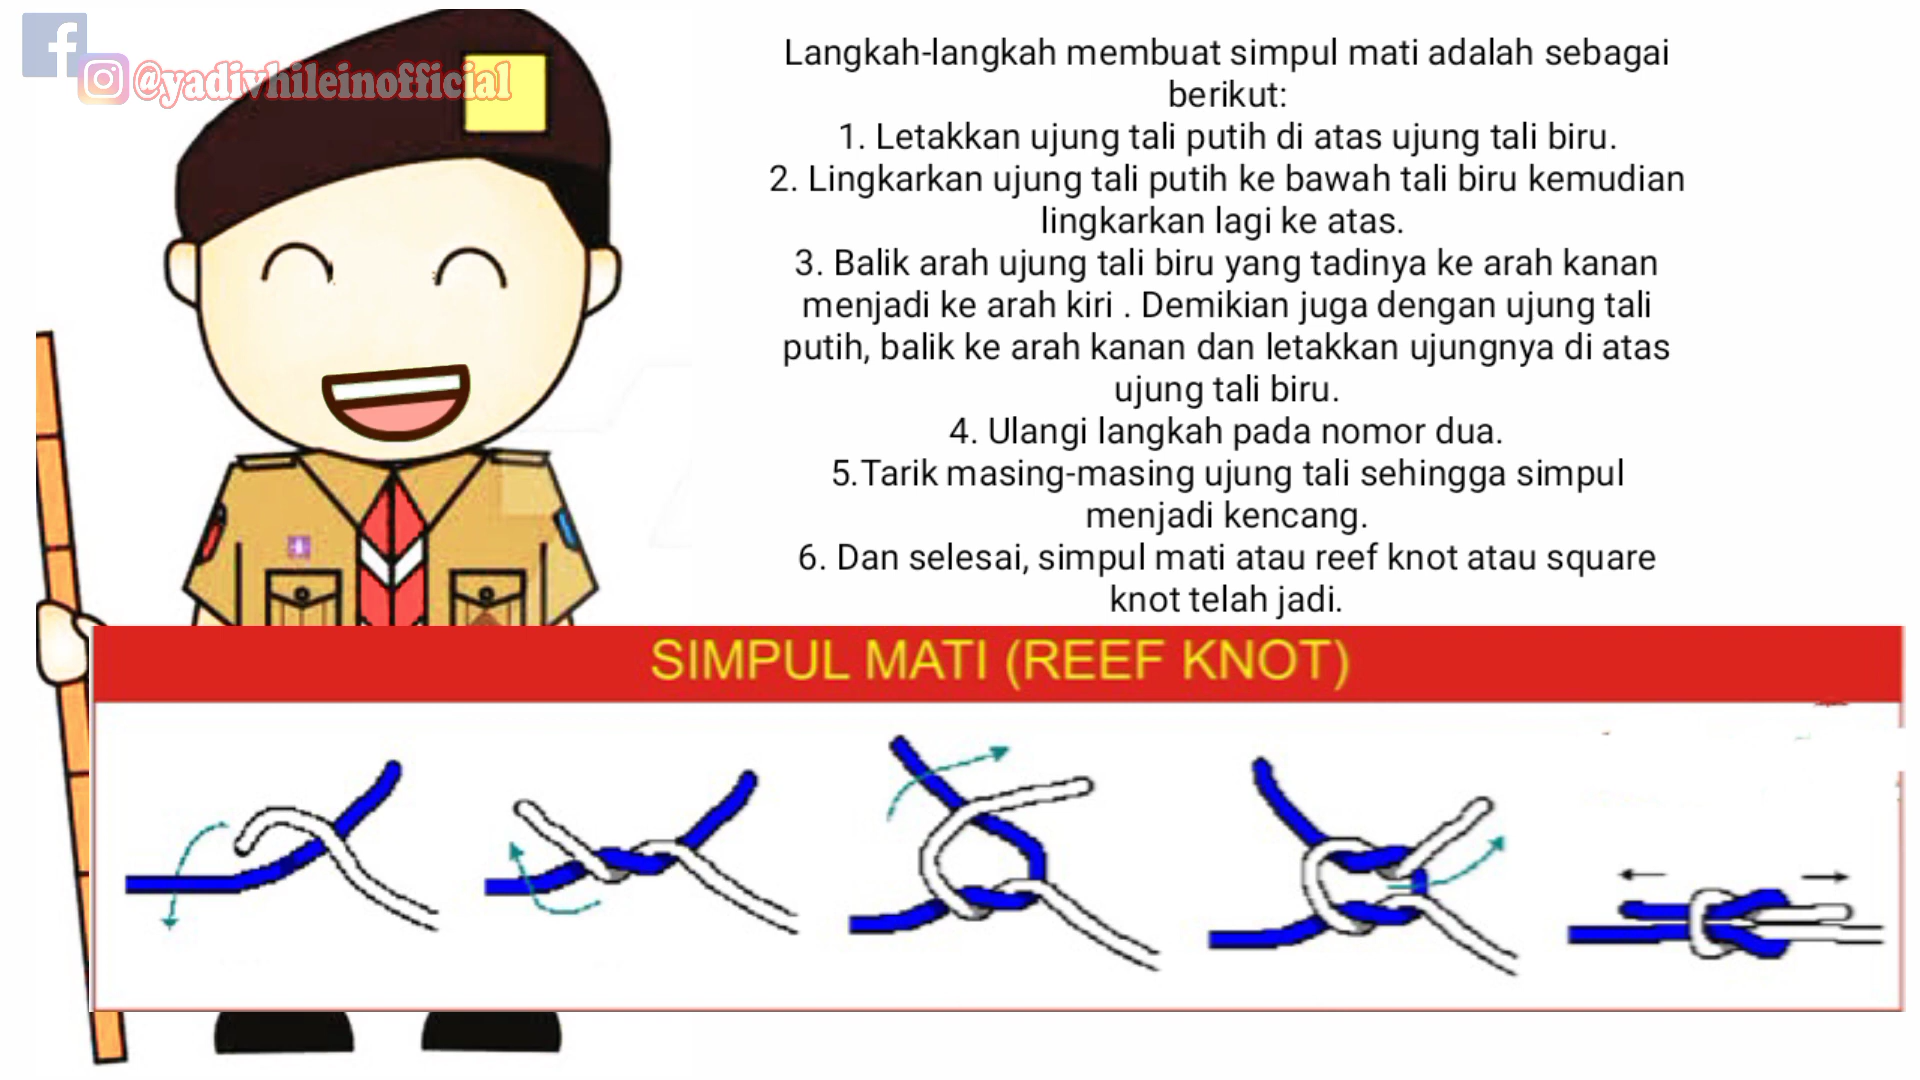 f
@yadivhileinofficial
Langkah-langkah membuat simpul mati adalah sebagai
berikut:
1. Letakkan ujung tali putih di atas ujung tali biru.
2. Lingkarkan ujung tali putih ke bawah tali biru kemudian
lingkarkan lagi ke atas.
3. Balik arah ujung tali biru yang tadinya ke arah kanan
menjadi ke arah kiri . Demikian juga dengan ujung tali
putih, balik ke arah kanan dan letakkan ujungnya di atas
ujung tali biru.
4. Ulangi langkah pada nomor dua.
5.Tarik masing-masing ujung tali sehingga simpul
menjadi kencang.
6. Dan selesai, simpul mati atau reef knot atau square
knot telah jadi.
SIMPUL MATI (REEF KNOT)